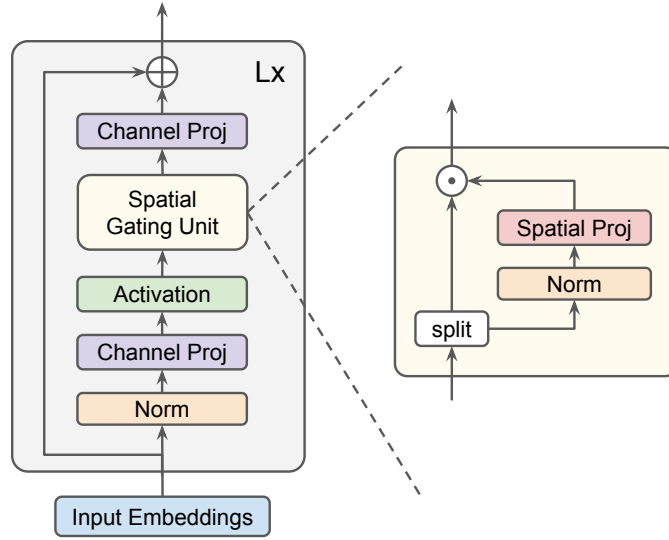 Lx
Channel Proj
Spatial
Gating Unit
Activation
Channel Proj
Norm
Input Embeddings
Spatial Proj
Norm
split